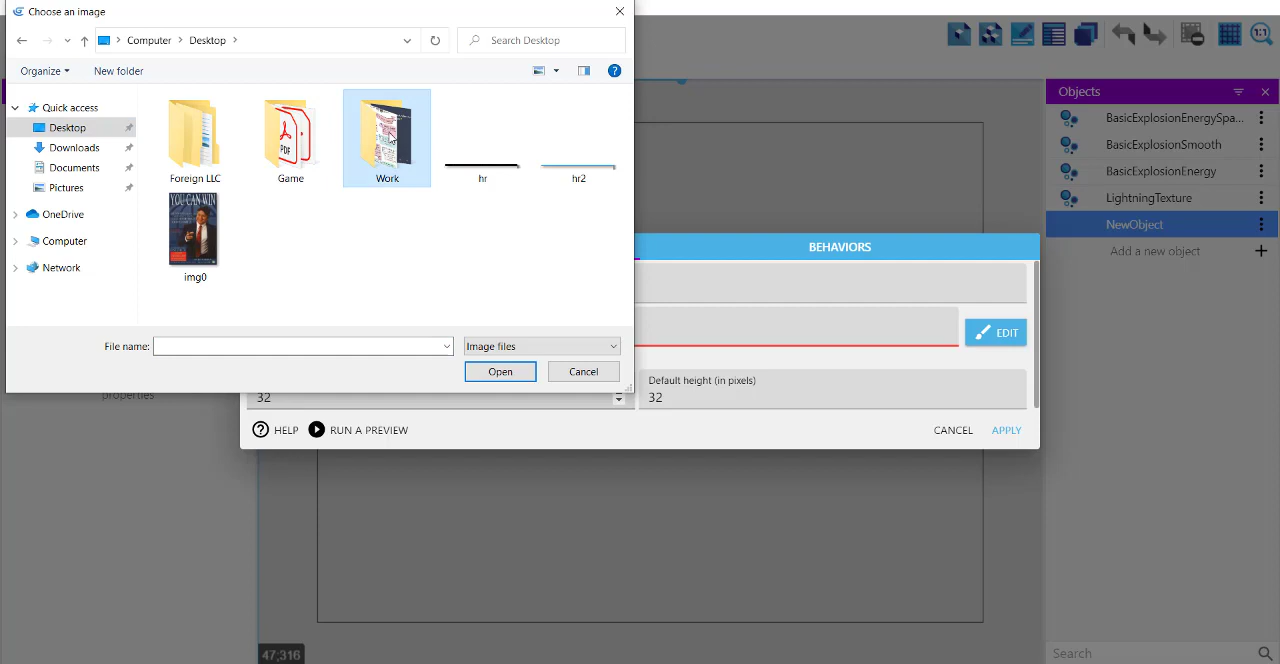 Choose an image
Computer
Desktop
Search Desktop
Organize
New folder
Quick access
Desktop
Downloads
Documents
Pictures
OneDrive
Computer
Network
PDF
Foreign LLC
Game
Work
hr
hr2
YOU CAN WIN
img0
File name:
Image files
Open
Cancel
1:1
Objects
BasicExplosionEnergySpa...
BasicExplosionSmooth
BasicExplosionEnergy
LightningTexture
NewObject
Add a new object
BEHAVIORS
EDIT
properties
32
Default height (in pixels)
32
HELP
RUN A PREVIEW
CANCEL
APPLY
47;316
Search